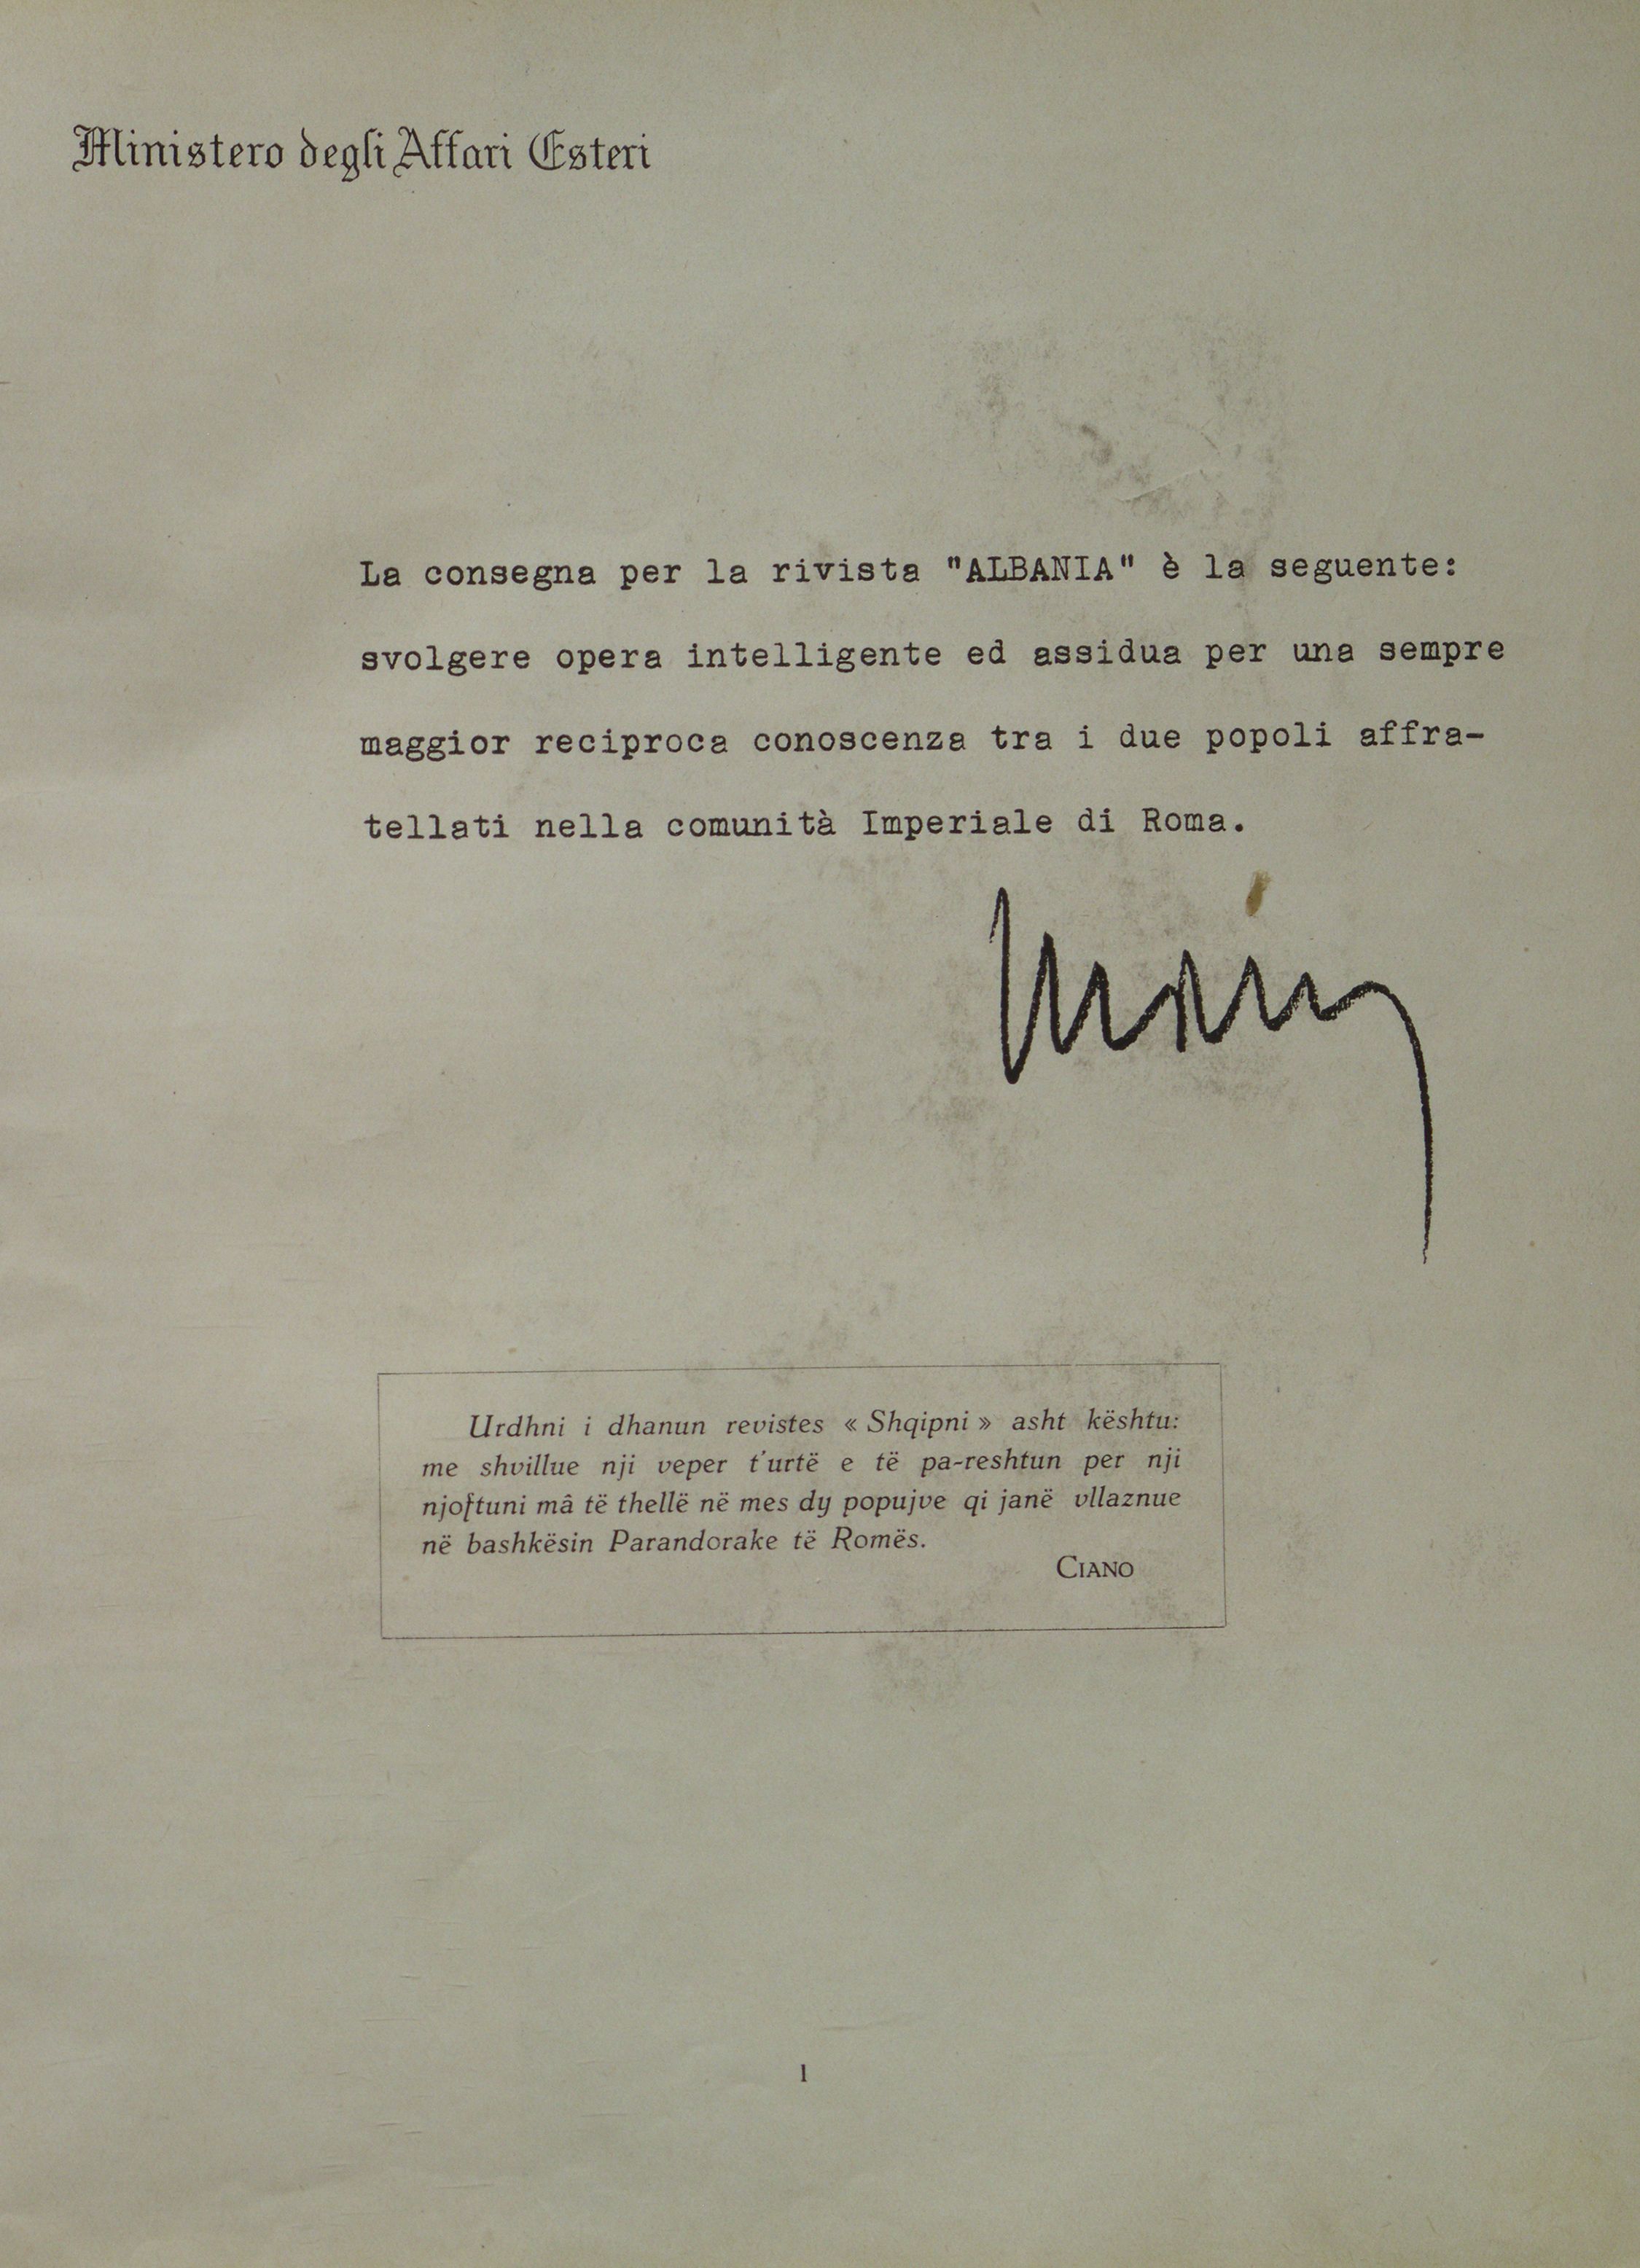 Ministero degli Affari Esteri
La consegna per la rivista "ALBANIA" è la seguente:
svolgere opera intelligente ed assidua per una sempre
maggior reciproca conoscenza tra i due popoli affra-
tellati nella comunità Imperiale di Roma.
Urdhni i dhanun revistes « Shqipni » asht kështu:
me shvillue nji veper t'urtë e të pa-reshtun per nji
njoftuni mâ të thellë në mes dy popujve qi janë vllaznue
në bashkësin Parandorake të Romës.
CIANO
1